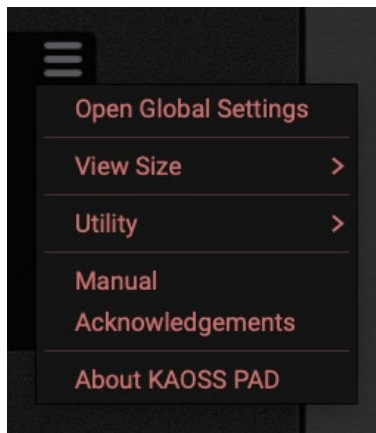 Open Global Settings
View Size
Utility
Manual
Acknowledgements
About KAOSS PAD